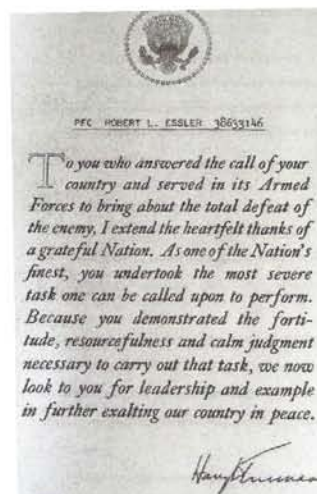 PFC ROBERT L. ESSLER 38633146
To you who answered the call of your
country and served in its Armed
Forces to bring about the total defeat of
the enemy, I extend the heartfelt thanks of
a grateful Nation. As one of the Nation's
finest, you undertook the most severe
task one can be called upon to perform.
Because you demonstrated the forti-
tude, resourcefulness and calm judgment
necessary to carry out that task, we now
look to you for leadership and example
in further exalting our country in peace.
Harry Truman